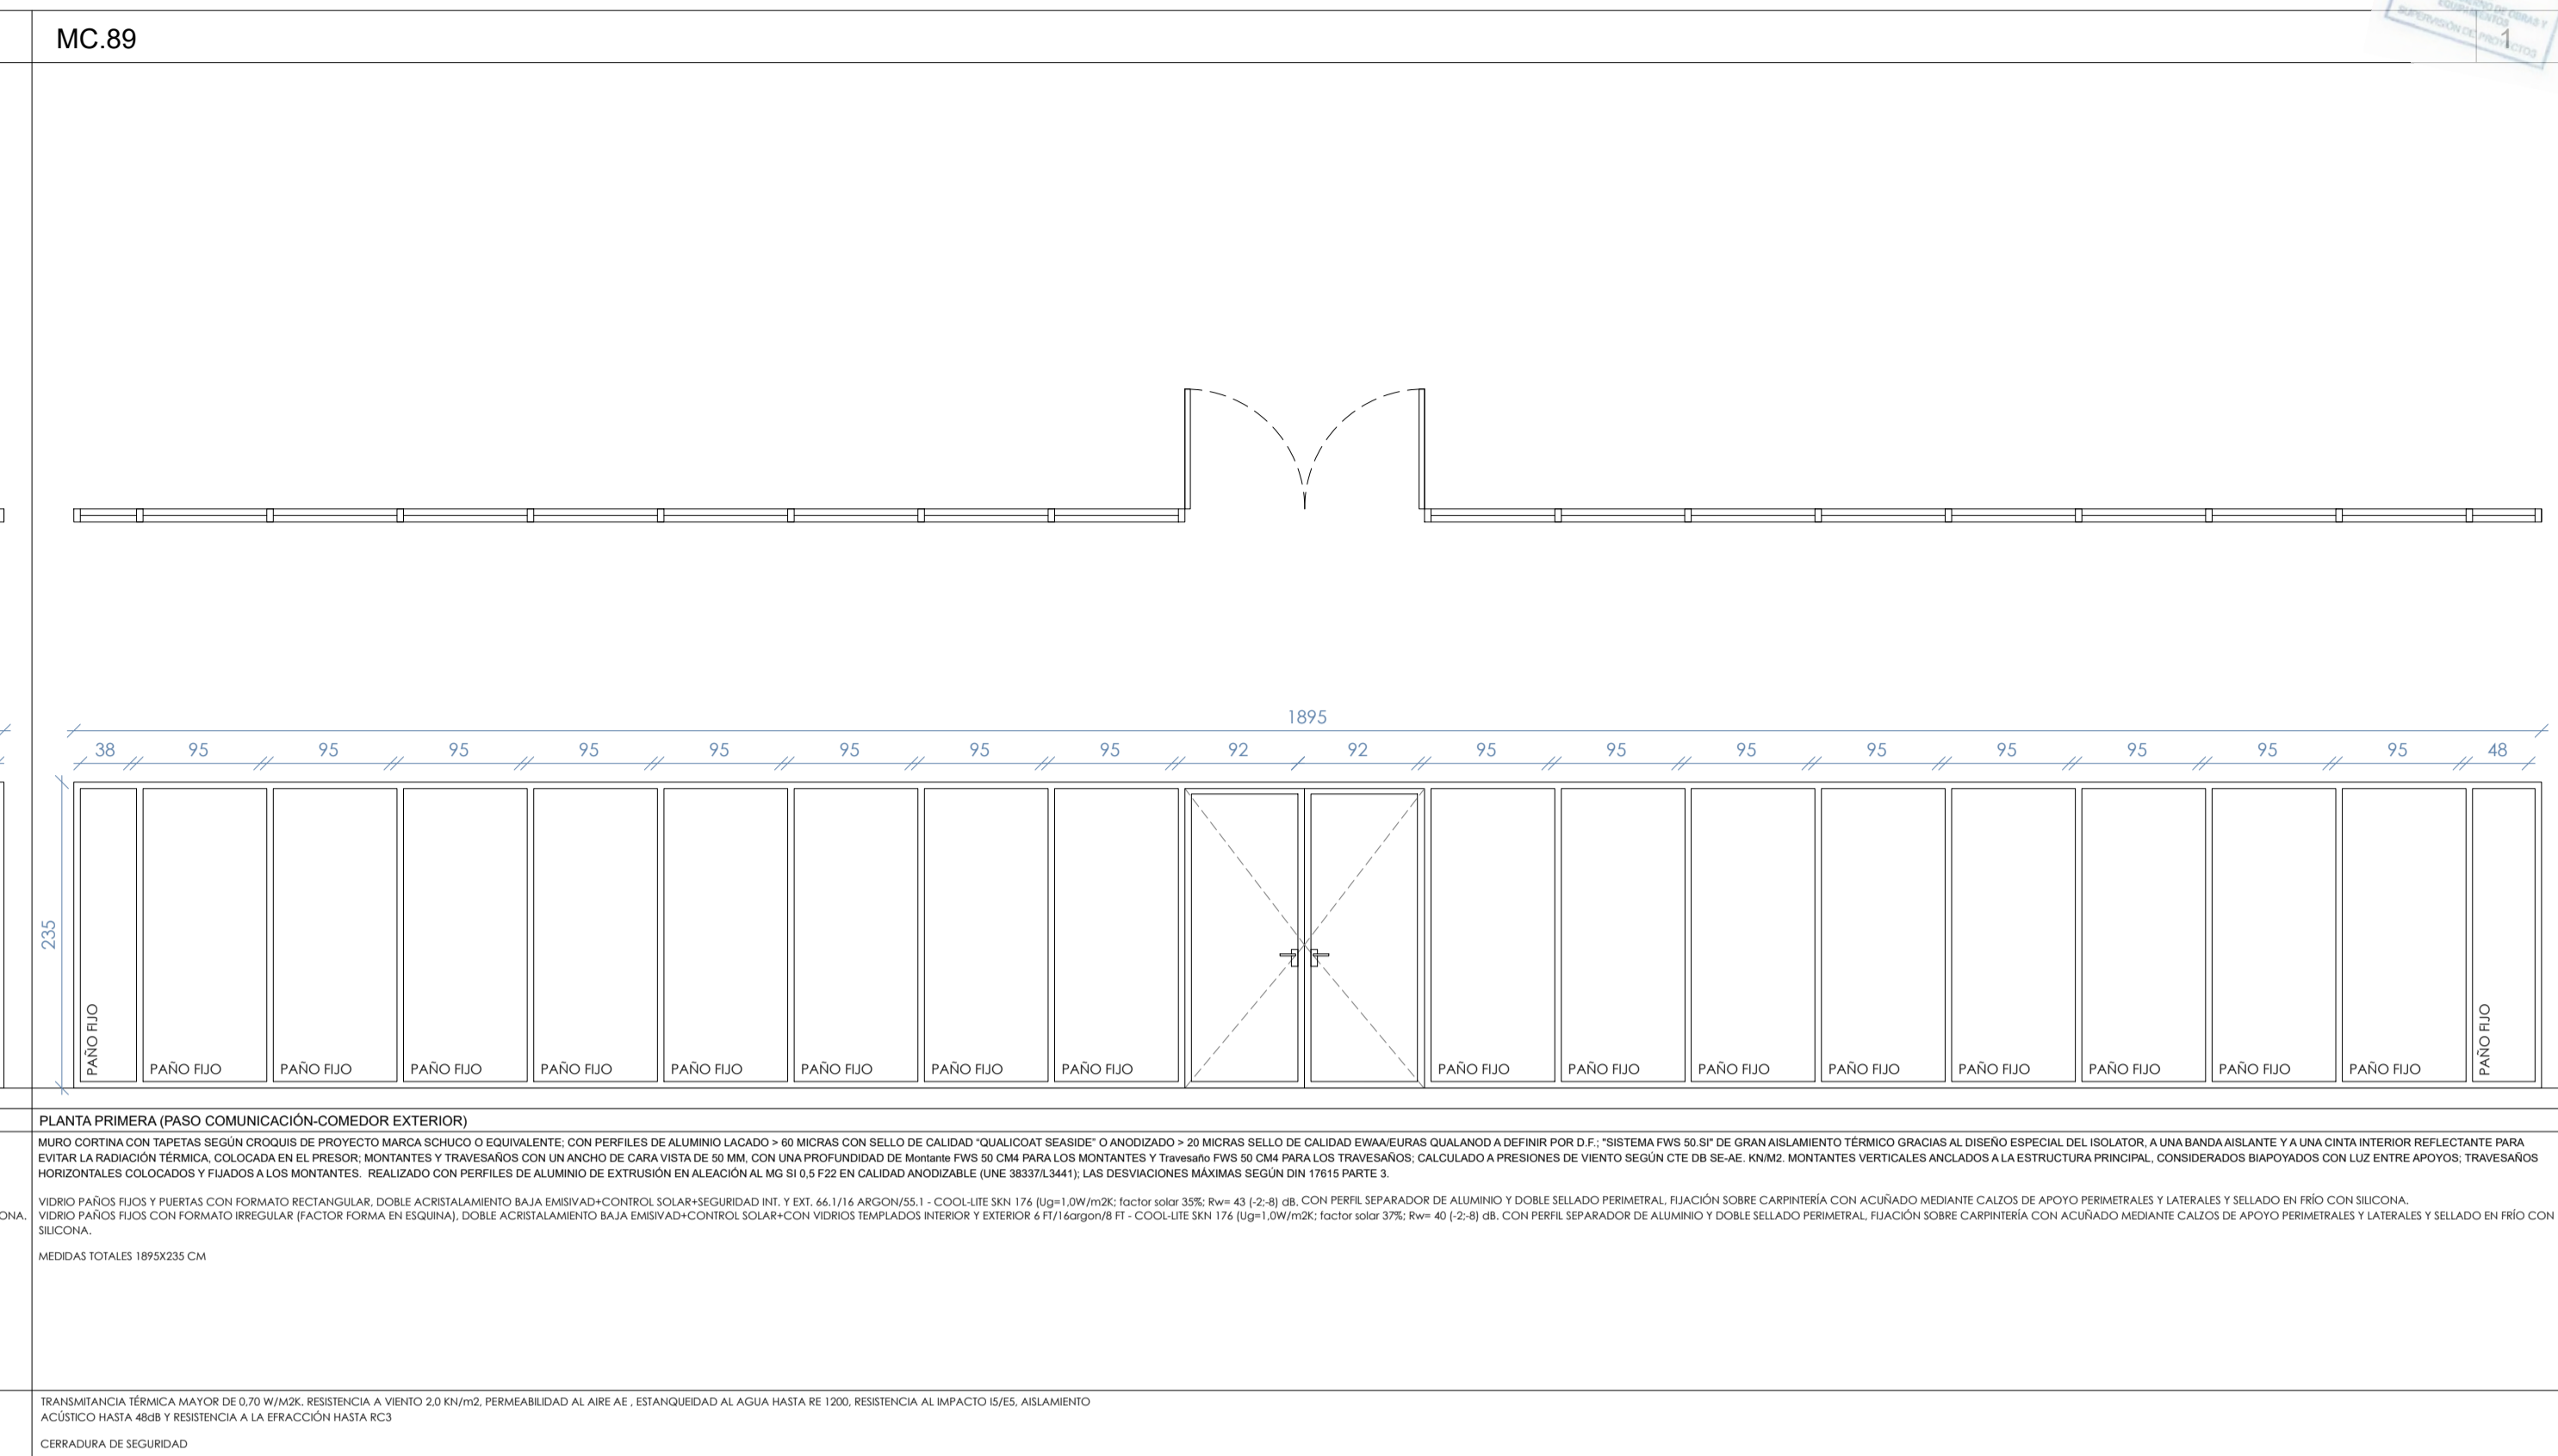 MC.89
EQUIPAMIENTOS
SUPERVISIÓN DE PROYECTOS
1
1895
38 95 95 95 95 95 95 95 95 92 92 95 95 95 95 95 95 95 95 48
235
PAÑO FIJO PAÑO FIJO PAÑO FIJO PAÑO FIJO PAÑO FIJO PAÑO FIJO PAÑO FIJO PAÑO FIJO PAÑO FIJO PAÑO FIJO PAÑO FIJO PAÑO FIJO PAÑO FIJO PAÑO FIJO PAÑO FIJO PAÑO FIJO PAÑO FIJO PAÑO FIJO
PLANTA PRIMERA (PASO COMUNICACIÓN-COMEDOR EXTERIOR)
MURO CORTINA CON TAPETAS SEGÚN CROQUIS DE PROYECTO MARCA SCHUCO O EQUIVALENTE; CON PERFILES DE ALUMINIO LACADO > 60 MICRAS CON SELLO DE CALIDAD "QUALICOAT SEASIDE" O ANODIZADO > 20 MICRAS SELLO DE CALIDAD EWAA/EURAS QUALANOD A DEFINIR POR D.F.; "SISTEMA FWS 50.SI" DE GRAN AISLAMIENTO TÉRMICO GRACIAS AL DISEÑO ESPECIAL DEL ISOLATOR, A UNA BANDA AISLANTE Y A UNA CINTA INTERIOR REFLECTANTE PARA
EVITAR LA RADIACIÓN TÉRMICA, COLOCADA EN EL PRESOR; MONTANTES Y TRAVESAÑOS CON UN ANCHO DE CARA VISTA DE 50 MM, CON UNA PROFUNDIDAD DE Montante FWS 50 CM4 PARA LOS MONTANTES Y Travesaño FWS 50 CM4 PARA LOS TRAVESAÑOS; CALCULADO A PRESIONES DE VIENTO SEGÚN CTE DB SE-AE. KN/M2. MONTANTES VERTICALES ANCLADOS A LA ESTRUCTURA PRINCIPAL, CONSIDERADOS BIAPOYADOS CON LUZ ENTRE APOYOS; TRAVESAÑOS
HORIZONTALES COLOCADOS Y FIJADOS A LOS MONTANTES. REALIZADO CON PERFILES DE ALUMINIO DE EXTRUSIÓN EN ALEACIÓN AL MG SI 0,5 F22 EN CALIDAD ANODIZABLE (UNE 38337/L3441); LAS DESVIACIONES MÁXIMAS SEGÚN DIN 17615 PARTE 3.
VIDRIO PAÑOS FIJOS Y PUERTAS CON FORMATO RECTANGULAR, DOBLE ACRISTALAMIENTO BAJA EMISIVAD+CONTROL SOLAR+SEGURIDAD INT. Y EXT. 66.1/16 ARGON/55.1 - COOL-LITE SKN 176 (Ug=1,0W/m2K; factor solar 35%; Rw= 43 (-2;-8) dB. CON PERFIL SEPARADOR DE ALUMINIO Y DOBLE SELLADO PERIMETRAL, FIJACIÓN SOBRE CARPINTERÍA CON ACUÑADO MEDIANTE CALZOS DE APOYO PERIMETRALES Y LATERALES Y SELLADO EN FRÍO CON SILICONA.
ONA. VIDRIO PAÑOS FIJOS CON FORMATO IRREGULAR (FACTOR FORMA EN ESQUINA), DOBLE ACRISTALAMIENTO BAJA EMISIVAD+CONTROL SOLAR+CON VIDRIOS TEMPLADOS INTERIOR Y EXTERIOR 6 FT/16argon/8 FT - COOL-LITE SKN 176 (Ug=1,0W/m2K; factor solar 37%; Rw= 40 (-2;-8) dB. CON PERFIL SEPARADOR DE ALUMINIO Y DOBLE SELLADO PERIMETRAL, FIJACIÓN SOBRE CARPINTERÍA CON ACUÑADO MEDIANTE CALZOS DE APOYO PERIMETRALES Y LATERALES Y SELLADO EN FRÍO CON
SILICONA.
MEDIDAS TOTALES 1895X235 CM
TRANSMITANCIA TÉRMICA MAYOR DE 0,70 W/M2K. RESISTENCIA A VIENTO 2,0 KN/m2, PERMEABILIDAD AL AIRE AE , ESTANQUEIDAD AL AGUA HASTA RE 1200, RESISTENCIA AL IMPACTO I5/E5, AISLAMIENTO
ACÚSTICO HASTA 48dB Y RESISTENCIA A LA EFRACCIÓN HASTA RC3
CERRADURA DE SEGURIDAD